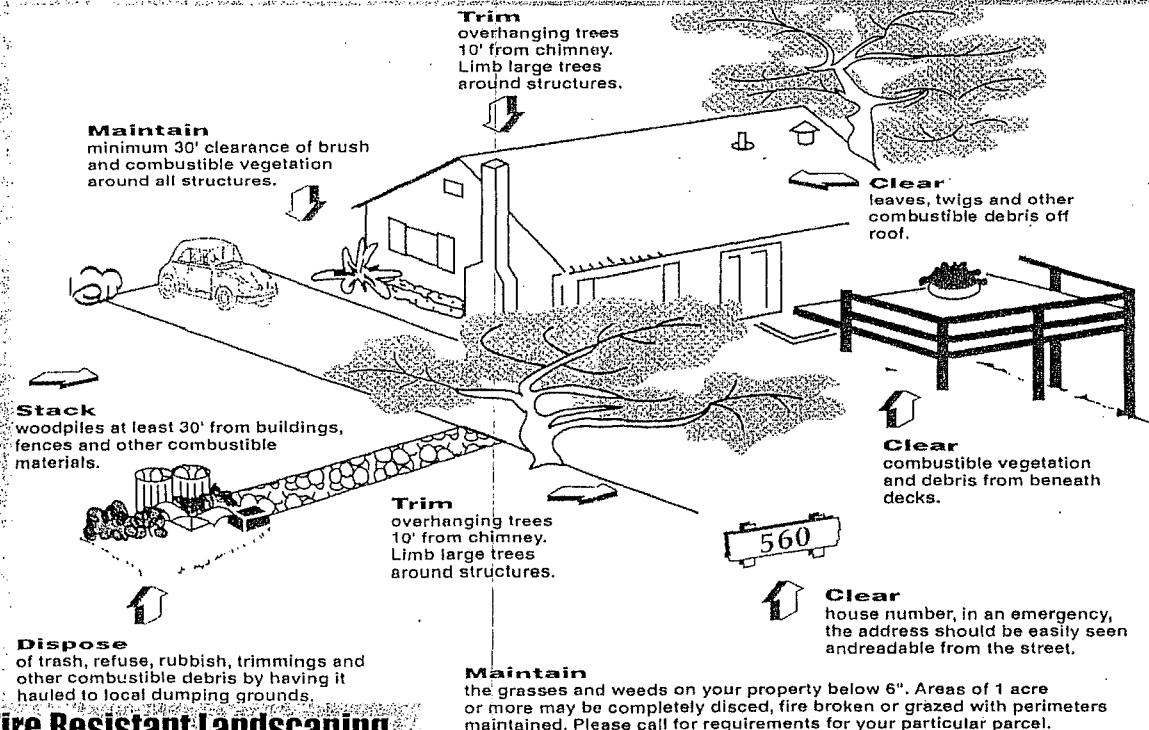 Trim
overhanging trees
10' from chimney.
Limb large trees
around structures.
Maintain
minimum 30' clearance of brush
and combustible vegetation
around all structures.
Clear
leaves, twigs and other
combustible debris off
roof.
Stack
woodpiles at least 30' from buildings,
fences and other combustible
materials.
Clear
combustible vegetation
and debris from beneath
decks.
Trim
overhanging trees
10' from chimney.
Limb large trees
around structures.
560
Clear
house number, in an emergency,
the address should be easily seen
andreadable from the street.
Dispose
of trash, refuse, rubbish, trimmings and
other combustible debris by having it
hauled to local dumping grounds.
Maintain
the grasses and weeds on your property below 6". Areas of 1 acre
or more may be completely disced, fire broken or grazed with perimeters
maintained. Please call for requirements for your particular parcel.
Fire Resistant Landscaping